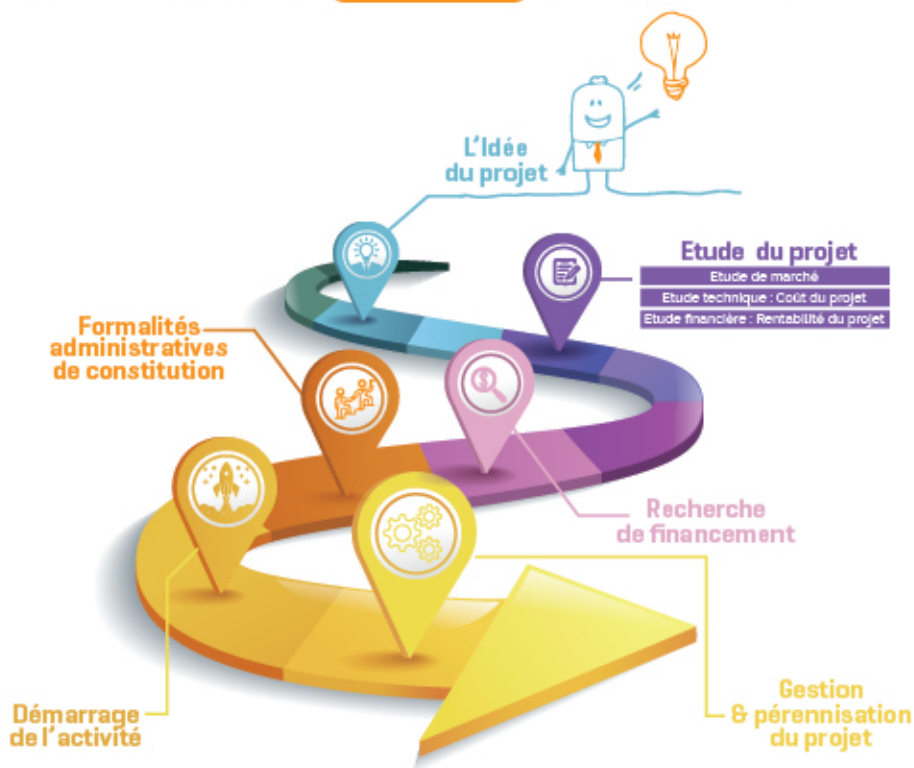 L'Idée
du projet
Etude du projet
Etude de marché
Etude technique : Coût du projet
Etude financière : Rentabilité du projet
Formalités
administratives
de constitution
Recherche
de financement
Démarrage
de l'activité
Gestion
& pérennisation
du projet